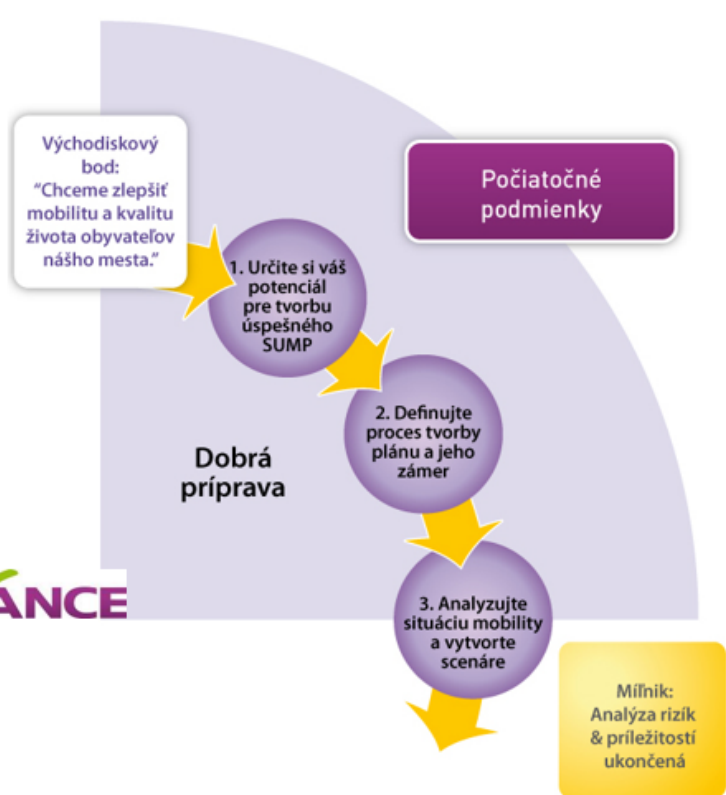 Východiskový
bod:
"Chceme zlepšiť
mobilitu a kvalitu
života obyvateľov
nášho mesta."
Počiatočné
podmienky
1. Určite si váš
potenciál
pre tvorbu
úspešného
SUMP
2. Definujte
proces tvorby
plánu a jeho
zámer
Dobrá
príprava
3. Analyzujte
situáciu mobility
a vytvorte
scenáre
Míľnik:
Analýza rizík
& príležitostí
ukončená